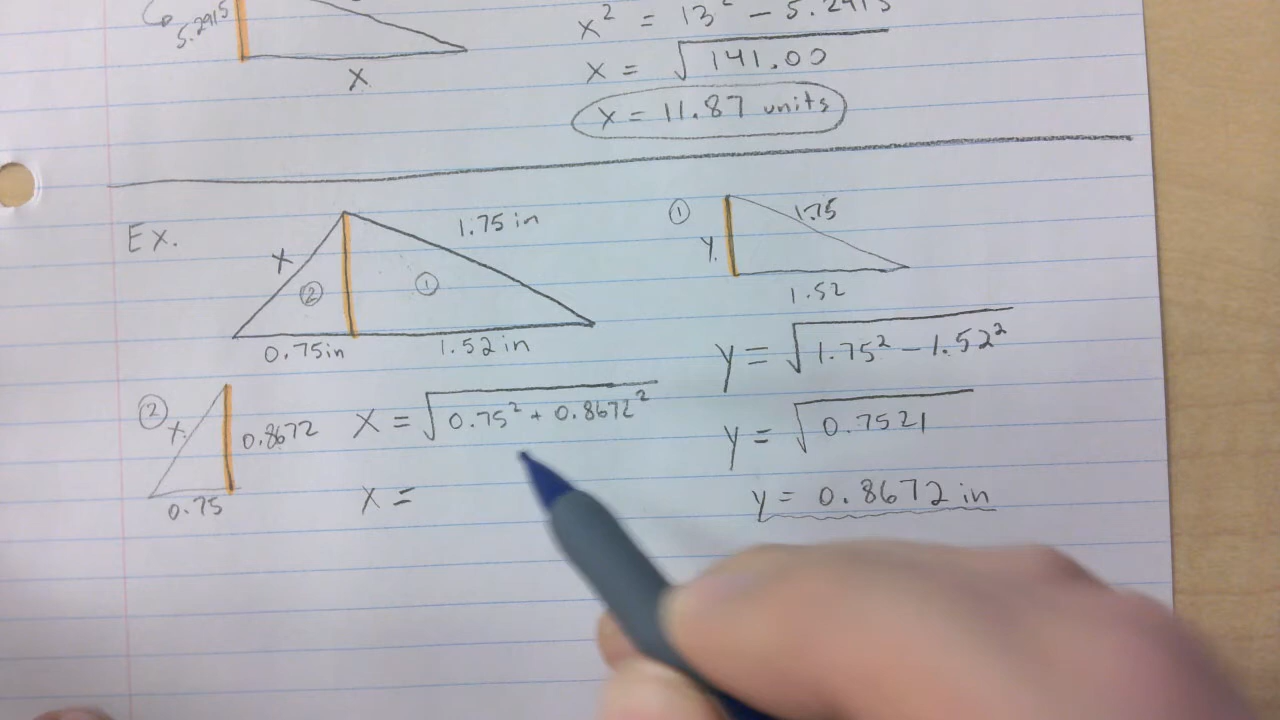 5.2915
x
x² = 13² - 5.2915
x = √141.00
x = 11.87 units
Ex.
x
1.75 in
②
①
0.75in
1.52 in
①
1.75
y
1.52
y = √1.75² - 1.52²
y = √0.7521
y = 0.8672 in
②
x
0.8672
0.75
x = √0.75² + 0.8672²
x =